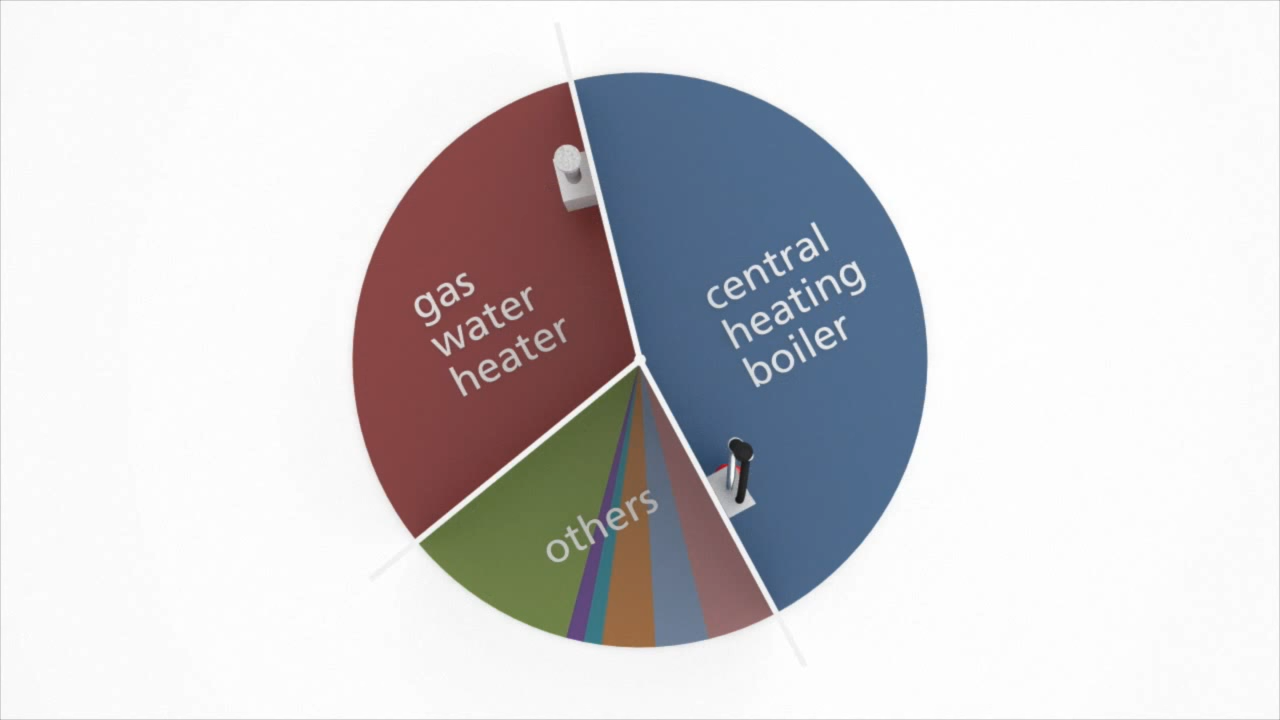 gas
water
heater
central
heating
boiler
others